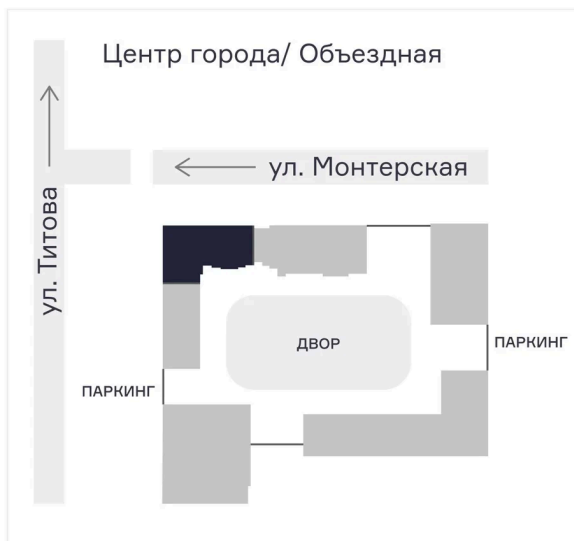 Центр города/ Объездная
ул. Монтерская
ул. Титова
ДВОР
ПАРКИНГ
ПАРКИНГ